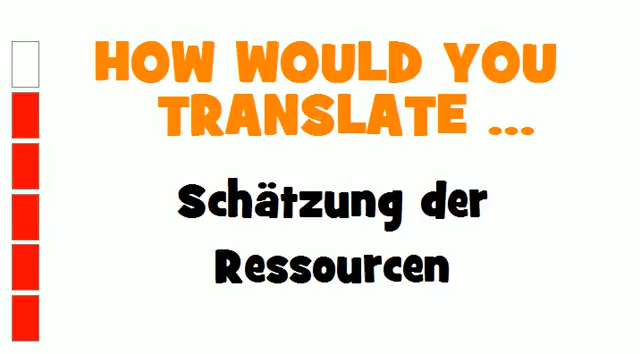 HOW WOULD YOU
TRANSLATE ...
Schätzung der
Ressourcen